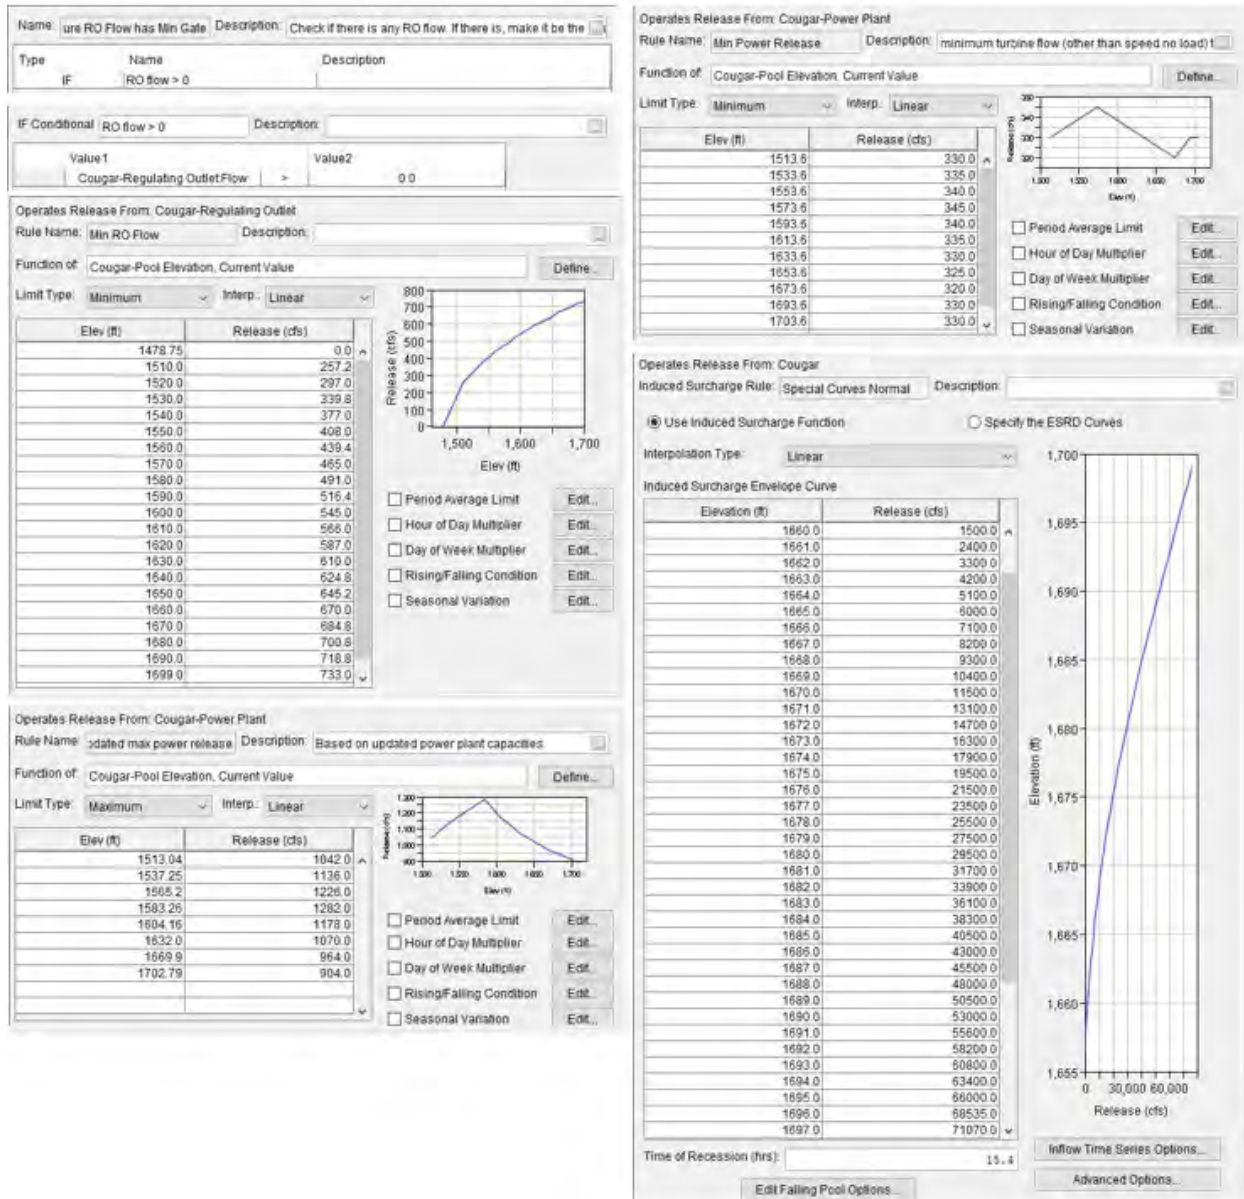 Name: ure RO Flow has Min Gate Description: Check if there is any RO flow. If there is, make it be the
Type Name Description
IF RO flow > 0
IF Conditional RO flow > 0 Description:
Value1 Value2
Cougar-Regulating Outlet:Flow > 0.0
Operates Release From: Cougar-Regulating Outlet
Rule Name: Min RO Flow Description:
Function of: Cougar-Pool Elevation, Current Value Define...
Limit Type: Minimum Interp.: Linear
Elev (ft) Release (cfs)
1478.75 0.0
1510.0 257.2
1520.0 297.0
1530.0 339.8
1540.0 377.0
1550.0 408.0
1560.0 439.4
1570.0 465.0
1580.0 491.0
1590.0 516.4
1600.0 545.0
1610.0 566.0
1620.0 587.0
1630.0 610.0
1640.0 624.8
1650.0 645.2
1660.0 670.0
1670.0 684.8
1680.0 700.8
1690.0 718.8
1699.0 733.0
Release (cfs)
800
700
600
500
400
300
200
100
0
1,500 1,600 1,700
Elev (ft)
Period Average Limit Edit...
Hour of Day Multiplier Edit...
Day of Week Multiplier Edit...
Rising/Falling Condition Edit...
Seasonal Variation Edit...
Operates Release From: Cougar-Power Plant
Rule Name: odated max power release Description: Based on updated power plant capacities
Function of: Cougar-Pool Elevation, Current Value Define...
Limit Type: Maximum Interp.: Linear
Elev (ft) Release (cfs)
1513.04 1042.0
1537.25 1136.0
1565.2 1226.0
1583.26 1282.0
1604.16 1178.0
1632.0 1070.0
1669.9 964.0
1702.79 904.0
Release (cfs)
Elev (ft)
Period Average Limit Edit...
Hour of Day Multiplier Edit...
Day of Week Multiplier Edit...
Rising/Falling Condition Edit...
Seasonal Variation Edit...
Operates Release From: Cougar-Power Plant
Rule Name: Min Power Release Description: minimum turbine flow (other than speed no load) f
Function of: Cougar-Pool Elevation, Current Value Define...
Limit Type: Minimum Interp.: Linear
Elev (ft) Release (cfs)
1513.6 330.0
1533.6 335.0
1553.6 340.0
1573.6 345.0
1593.6 340.0
1613.6 335.0
1633.6 330.0
1653.6 325.0
1673.6 320.0
1693.6 330.0
1703.6 330.0
Release (cfs)
Elev (ft)
Period Average Limit Edit...
Hour of Day Multiplier Edit...
Day of Week Multiplier Edit...
Rising/Falling Condition Edit...
Seasonal Variation Edit...
Operates Release From: Cougar
Induced Surcharge Rule: Special Curves Normal Description:
Use Induced Surcharge Function Specify the ESRD Curves
Interpolation Type: Linear
Induced Surcharge Envelope Curve
Elevation (ft) Release (cfs)
1660.0 1500.0
1661.0 2400.0
1662.0 3300.0
1663.0 4200.0
1664.0 5100.0
1665.0 6000.0
1666.0 7100.0
1667.0 8200.0
1668.0 9300.0
1669.0 10400.0
1670.0 11500.0
1671.0 13100.0
1672.0 14700.0
1673.0 16300.0
1674.0 17900.0
1675.0 19500.0
1676.0 21500.0
1677.0 23500.0
1678.0 25500.0
1679.0 27500.0
1680.0 29500.0
1681.0 31700.0
1682.0 33900.0
1683.0 36100.0
1684.0 38300.0
1685.0 40500.0
1686.0 43000.0
1687.0 45500.0
1688.0 48000.0
1689.0 50500.0
1690.0 53000.0
1691.0 55600.0
1692.0 58200.0
1693.0 60800.0
1694.0 63400.0
1695.0 66000.0
1696.0 68535.0
1697.0 71070.0
Elevation (ft)
1,700
1,695
1,690
1,685
1,680
1,675
1,670
1,665
1,660
1,655
0 30,000 60,000
Release (cfs)
Time of Recession (hrs): 15.4
Inflow Time Series Options...
Edit Falling Pool Options...
Advanced Options...